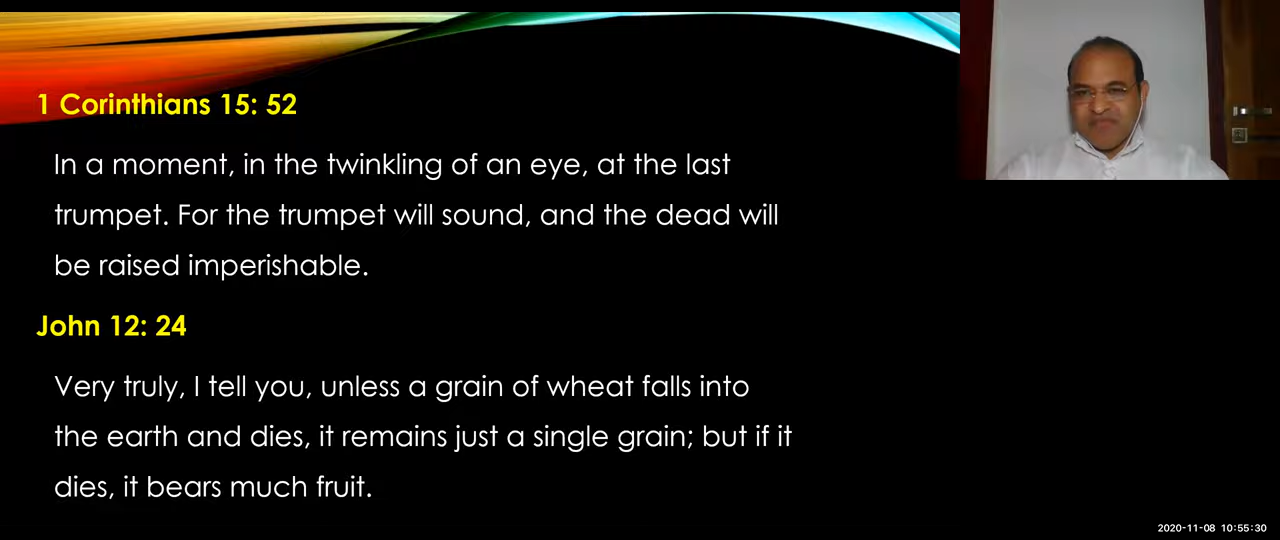 1 Corinthians 15: 52
In a moment, in the twinkling of an eye, at the last
trumpet. For the trumpet will sound, and the dead will
be raised imperishable.
John 12: 24
Very truly, I tell you, unless a grain of wheat falls into
the earth and dies, it remains just a single grain; but if it
dies, it bears much fruit.
2020-11-08 10:55:30